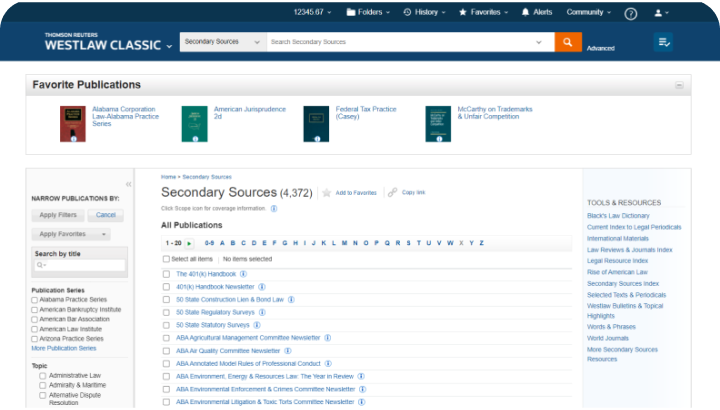 12345.67
Folders
History
Favorites
Alerts
Community
THOMSON REUTERS
WESTLAW CLASSIC
Secondary Sources
Search Secondary Sources
Advanced
Favorite Publications
Alabama Corporation
Law-Alabama Practice
Series
American Jurisprudence
2d
Federal Tax Practice
(Casey)
McCarthy on Trademarks
& Unfair Competition
NARROW PUBLICATIONS BY:
Apply Filters Cancel
Apply Favorites
Search by title
Publication Series
Alabama Practice Series
American Bankruptcy Institute
American Bar Association
American Law Institute
Arizona Practice Series
More Publication Series
Topic
Administrative Law
Admiralty & Maritime
Alternative Dispute
Resolution
Home > Secondary Sources
Secondary Sources (4,372) Add to Favorites Copy link
Click Scope icon for coverage information.
All Publications
1 - 20 0-9 A B C D E F G H I J K L M N O P Q R S T U V W X Y Z
Select all items No items selected
The 401(k) Handbook
401(k) Handbook Newsletter
50 State Construction Lien & Bond Law
50 State Regulatory Surveys
50 State Statutory Surveys
ABA Agricultural Management Committee Newsletter
ABA Air Quality Committee Newsletter
ABA Annotated Model Rules of Professional Conduct
ABA Environment, Energy & Resources Law: The Year in Review
ABA Environmental Enforcement & Crimes Committee Newsletter
ABA Environmental Litigation & Toxic Torts Committee Newsletter
TOOLS & RESOURCES
Black's Law Dictionary
Current Index to Legal Periodicals
International Materials
Law Reviews & Journals Index
Legal Resource Index
Rise of American Law
Secondary Sources Index
Selected Texts & Periodicals
Westlaw Bulletins & Topical
Highlights
Words & Phrases
World Journals
More Secondary Sources
Resources